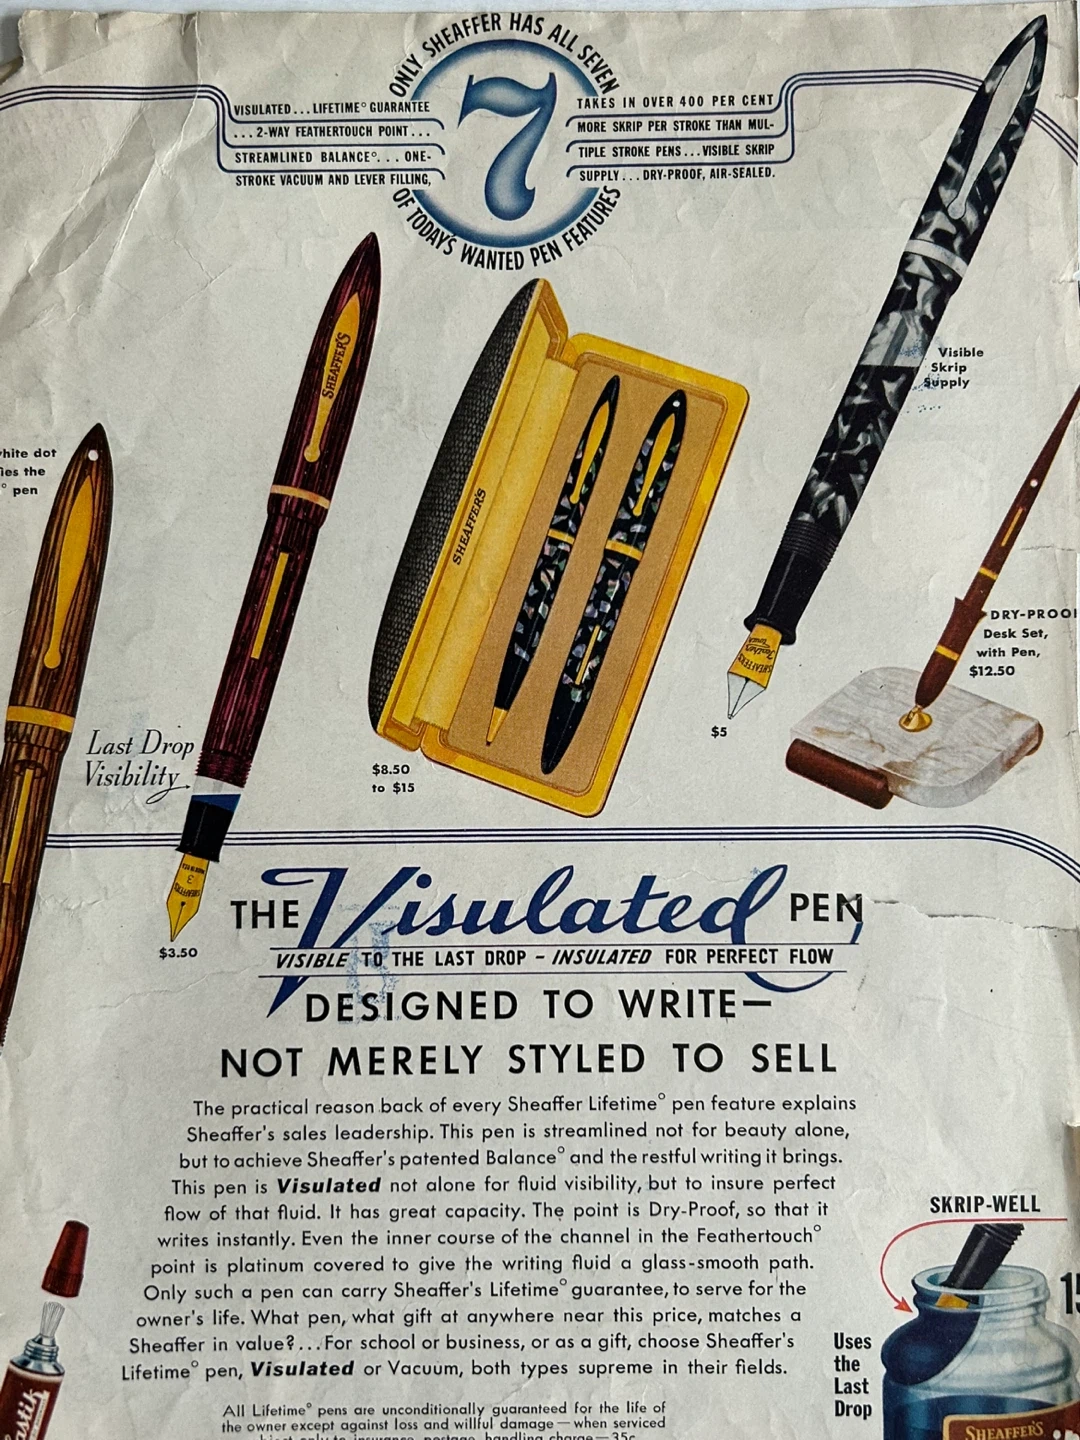 ONLY SHEAFFER HAS ALL SEVEN
7
OF TODAY'S WANTED PEN FEATURES
VISULATED...LIFETIME° GUARANTEE
...2-WAY FEATHERTOUCH POINT...
STREAMLINED BALANCE°...ONE-
STROKE VACUUM AND LEVER FILLING,
TAKES IN OVER 400 PER CENT
MORE SKRIP PER STROKE THAN MUL-
TIPLE STROKE PENS...VISIBLE SKRIP
SUPPLY...DRY-PROOF, AIR-SEALED.
SHEAFFER'S
SHEAFFER'S
Visible
Skrip
Supply
white dot
ies the
° pen
DRY-PROOF
Desk Set,
with Pen,
$12.50
Last Drop
Visibility
SHEAFFER'S
3
SHEAFFER'S
Feather
touch
$5
$8.50
to $15
$3.50
THE Visulated PEN
VISIBLE TO THE LAST DROP - INSULATED FOR PERFECT FLOW
DESIGNED TO WRITE—
NOT MERELY STYLED TO SELL
The practical reason back of every Sheaffer Lifetime° pen feature explains
Sheaffer's sales leadership. This pen is streamlined not for beauty alone,
but to achieve Sheaffer's patented Balance° and the restful writing it brings.
This pen is Visulated not alone for fluid visibility, but to insure perfect
flow of that fluid. It has great capacity. The point is Dry-Proof, so that it
writes instantly. Even the inner course of the channel in the Feathertouch°
point is platinum covered to give the writing fluid a glass-smooth path.
Only such a pen can carry Sheaffer's Lifetime° guarantee, to serve for the
owner's life. What pen, what gift at anywhere near this price, matches a
Sheaffer in value?...For school or business, or as a gift, choose Sheaffer's
Lifetime° pen, Visulated or Vacuum, both types supreme in their fields.
All Lifetime° pens are unconditionally guaranteed for the life of
the owner except against loss and willful damage—when serviced
insurance, postage, handling charge—35c
SKRIP-WELL
15
Uses
the
Last
Drop
SHEAFFER'S
astik